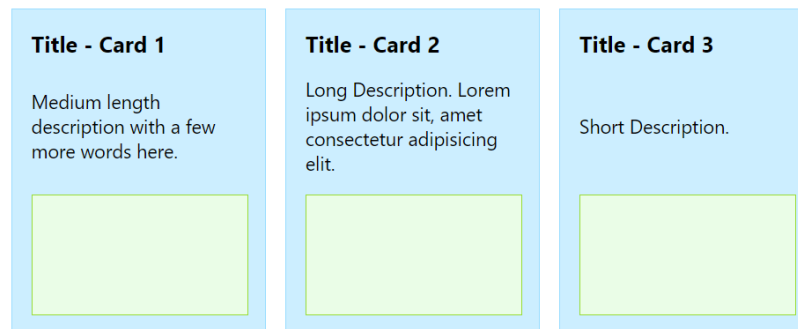 Title - Card 1
Medium length
description with a few
more words here.
Title - Card 2
Long Description. Lorem
ipsum dolor sit, amet
consectetur adipisicing
elit.
Title - Card 3
Short Description.